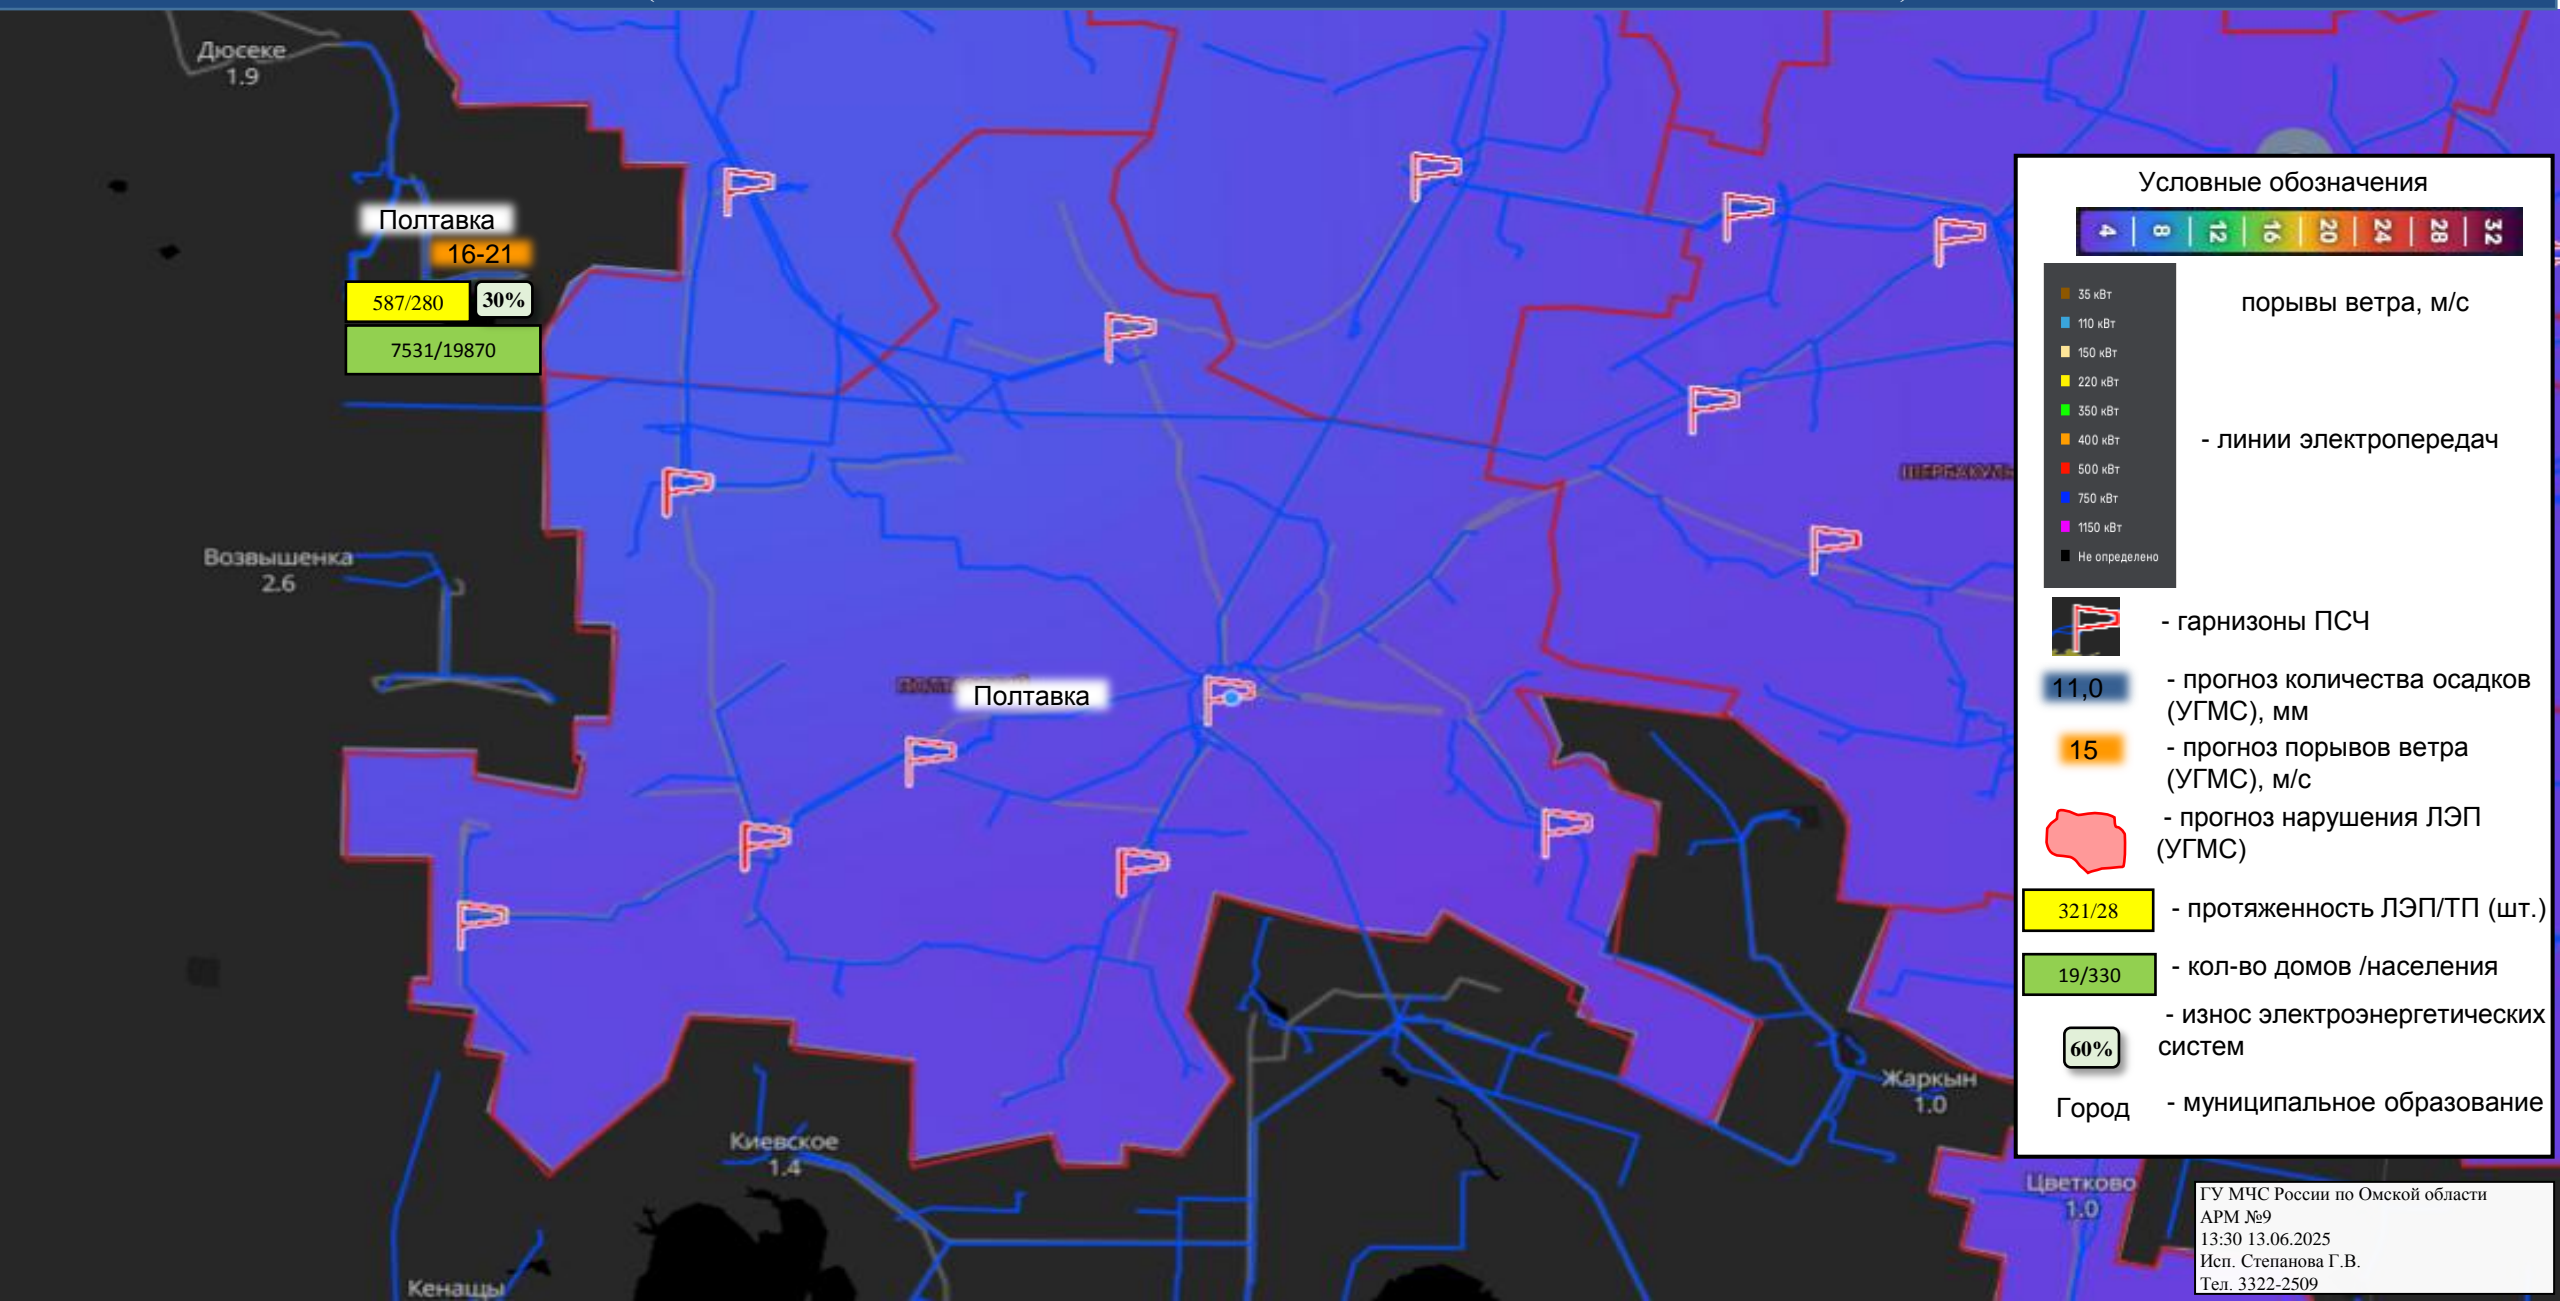 Дюсеке
1.9
Полтавка
16-21
587/280
30%
7531/19870
Возвышенка
2.6
Полтавка
Киевское
1.4
Кенащы
Жаркын
1.0
Цветково
1.0
Условные обозначения
4 8 12 16 20 24 28 32
порывы ветра, м/с
35 кВт
110 кВт
150 кВт
220 кВт
350 кВт
400 кВт
500 кВт
750 кВт
1150 кВт
Не определено
- линии электропередач
- гарнизоны ПСЧ
11,0
- прогноз количества осадков
(УГМС), мм
15
- прогноз порывов ветра
(УГМС), м/с
- прогноз нарушения ЛЭП
(УГМС)
321/28
- протяженность ЛЭП/ТП (шт.)
19/330
- кол-во домов /населения
- износ электроэнергетических
60%
систем
Город
- муниципальное образование
ГУ МЧС России по Омской области
АРМ №9
13:30 13.06.2025
Исп. Степанова Г.В.
Тел. 3322-2509